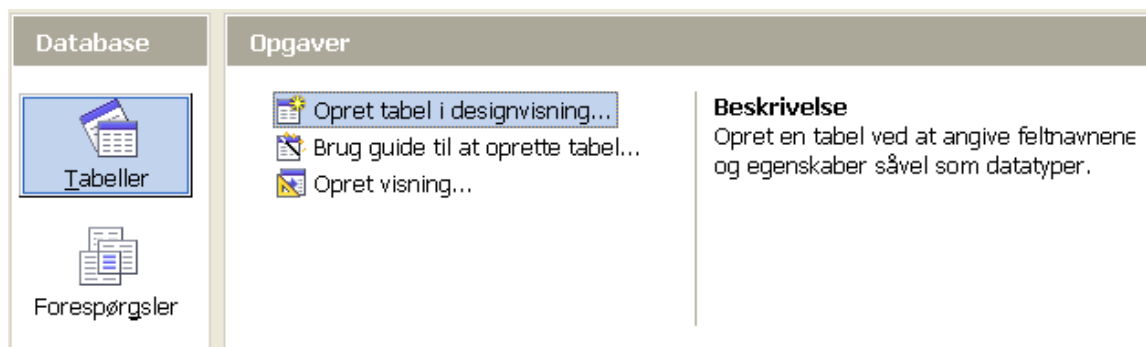 Database
Tabeller
Forespørgsler
Opgaver
Opret tabel i designvisning...
Brug guide til at oprette tabel...
Opret visning...
Beskrivelse
Opret en tabel ved at angive feltnavnene
og egenskaber såvel som datatyper.